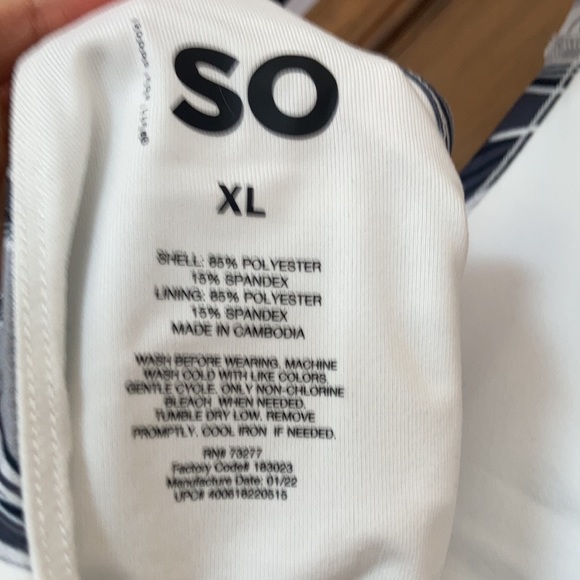 SO
XL
SHELL: 85% POLYESTER
15% SPANDEX
LINING: 85% POLYESTER
15% SPANDEX
MADE IN CAMBODIA
WASH BEFORE WEARING. MACHINE
WASH COLD WITH LIKE COLORS
GENTLE CYCLE. ONLY NON-CHLORINE
BLEACH WHEN NEEDED.
TUMBLE DRY LOW. REMOVE
PROMPTLY. COOL IRON IF NEEDED.
RN# 73277
Factory Code# 183023
Manufacture Date: 01/22
UPC# 400618220515